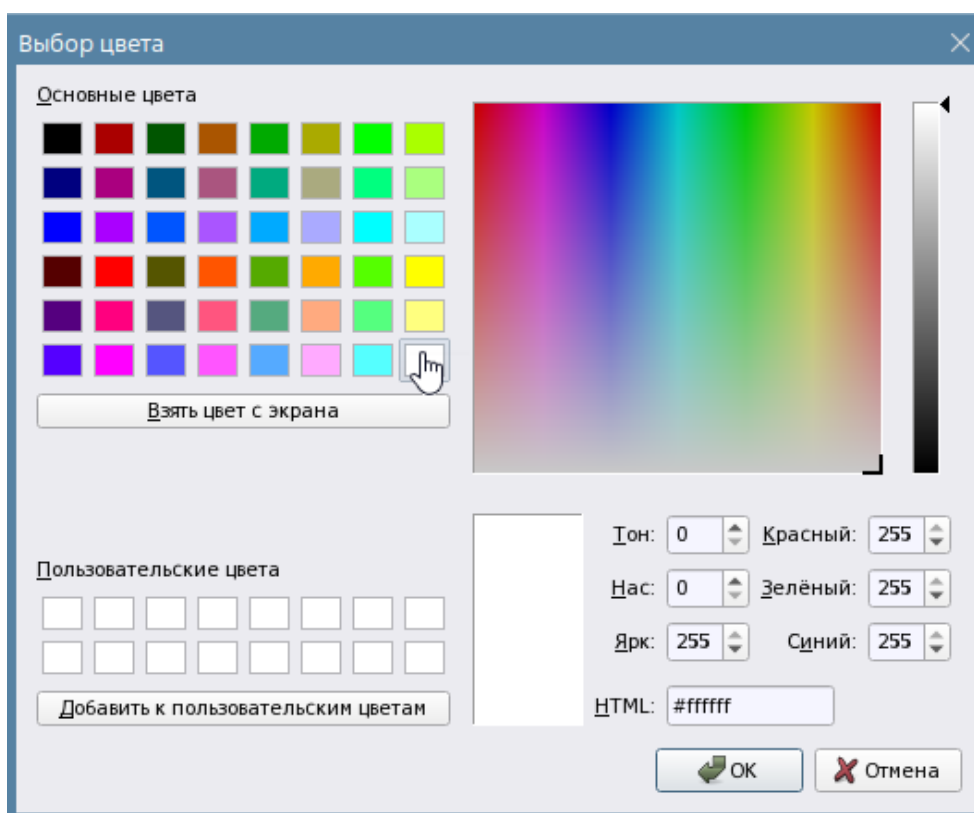 Выбор цвета
Основные цвета
Взять цвет с экрана
Пользовательские цвета
Добавить к пользовательским цветам
Тон: 0 Красный: 255
Нас: 0 Зелёный: 255
Ярк: 255 Синий: 255
HTML: #ffffff
OK Отмена